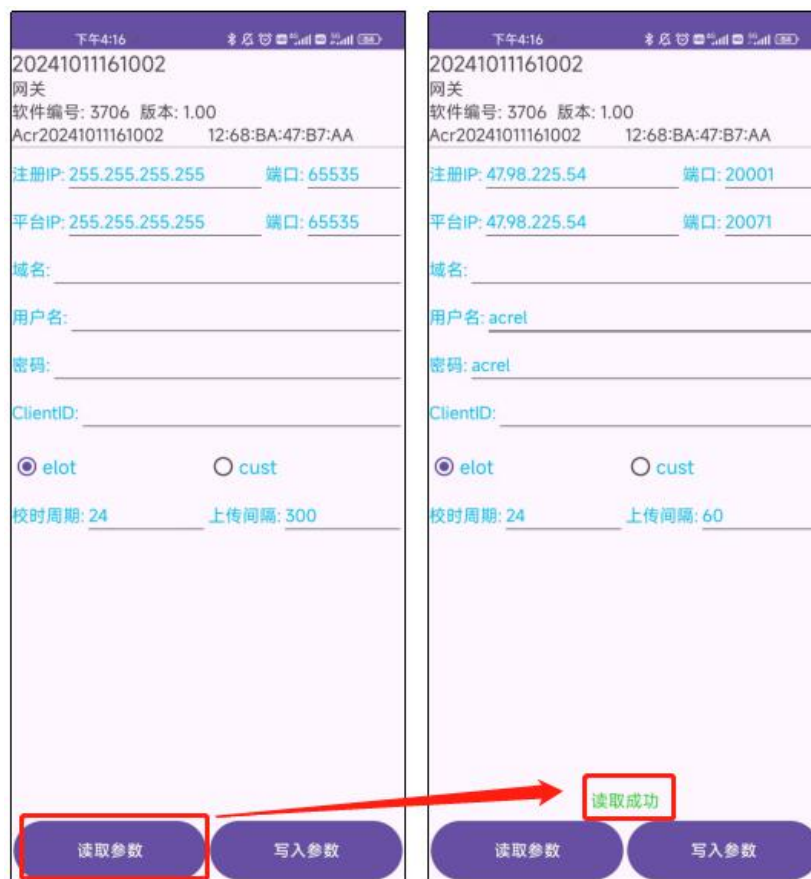 下午4:16
20241011161002
网关
软件编号: 3706 版本: 1.00
Acr20241011161002 12:68:BA:47:B7:AA
注册IP: 255.255.255.255 端口: 65535
平台IP: 255.255.255.255 端口: 65535
域名:
用户名:
密码:
ClientID:
elot cust
校时周期: 24 上传间隔: 300
读取参数 写入参数
下午4:16
20241011161002
网关
软件编号: 3706 版本: 1.00
Acr20241011161002 12:68:BA:47:B7:AA
注册IP: 47.98.225.54 端口: 20001
平台IP: 47.98.225.54 端口: 20071
域名:
用户名: acrel
密码: acrel
ClientID:
elot cust
校时周期: 24 上传间隔: 60
读取成功
读取参数 写入参数